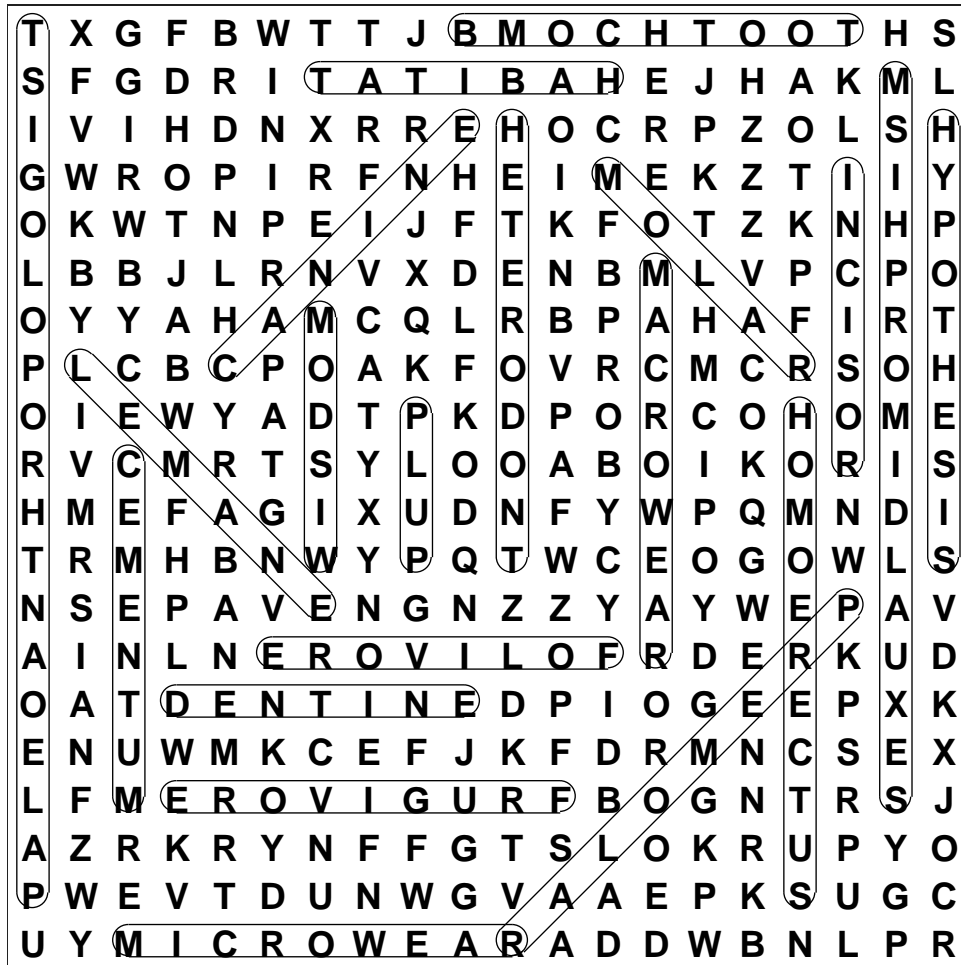 T X G F B W T T J B M O C H T O O T H S
S F G D R I T A T I B A H E J H A K M L
I V I H D N X R R E H O C R P Z O L S H
G W R O P I R F N H E I M E K Z T I I Y
O K W T N P E I J F T K F O T Z K N H P
L B B J L R N V X D E N B M L V P C P O
O Y Y A H A M C Q L R B P A H A F I R T
P L C B C P O A K F O V R C M C R S O H
O I E W Y A D T P K D P O R C O H O M E
R V C M R T S Y L O O A B O I K O R I S
H M E F A G I X U D N F Y W P Q M N D I
T R M H B N W Y P Q T W C E O G O W L S
N S E P A V E N G N Z Z Y A Y W E P A V
A I N L N E R O V I L O F R D E R K U D
O A T D E N T I N E D P I O G E E P X K
E N U W M K C E F J K F D R M N C S E X
L F M E R O V I G U R F B O G N T R S J
A Z R K R Y N F F G T S L O K R U P Y O
P W E V T D U N W G V A A E P K S U G C
U Y M I C R O W E A R A D D W B N L P R